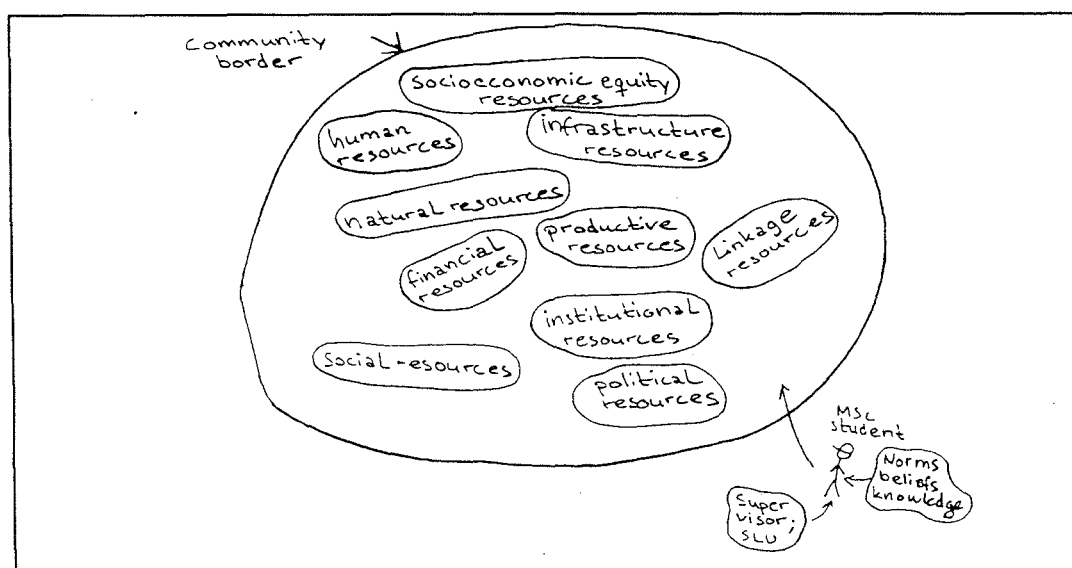 Community
border
socioeconomic equity
resources
human
resources
infrastructure
resources
natural resources
productive
resources
Linkage
resources
financial
resources
institutional
resources
social -esources
political
resources
MSc
student
Norms
beliefs
knowledge
Super
visor;
SLU